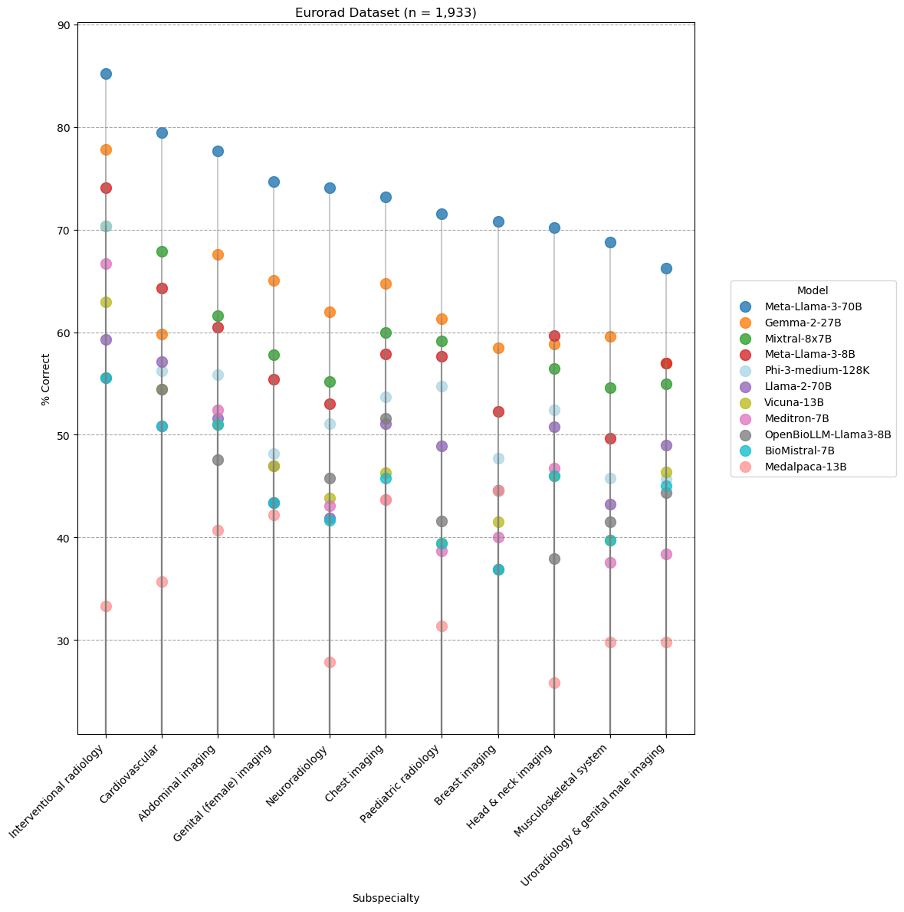 Eurorad Dataset (n = 1,933)
90
80
70
60
50
40
30
% Correct
Interventional radiology
Cardiovascular
Abdominal imaging
Genital (female) imaging
Neuroradiology
Chest imaging
Paediatric radiology
Breast imaging
Head & neck imaging
Musculoskeletal system
Uroradiology & genital male imaging
Subspecialty
Model
Meta-Llama-3-70B
Gemma-2-27B
Mixtral-8x7B
Meta-Llama-3-8B
Phi-3-medium-128K
Llama-2-70B
Vicuna-13B
Meditron-7B
OpenBioLLM-Llama3-8B
BioMistral-7B
Medalpaca-13B